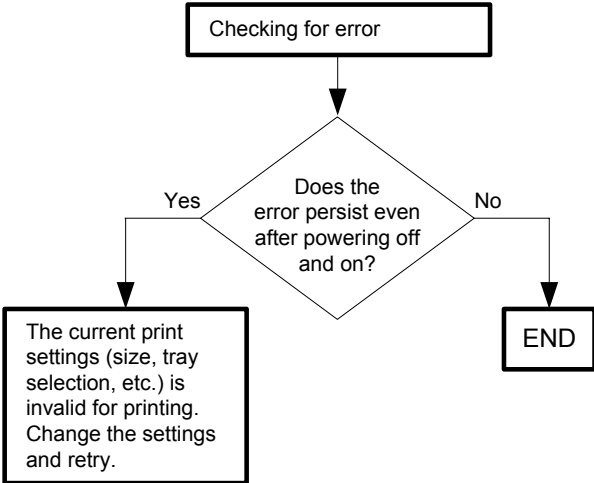 Checking for error
Does the
error persist even
after powering off
and on?
Yes
No
The current print
settings (size, tray
selection, etc.) is
invalid for printing.
Change the settings
and retry.
END